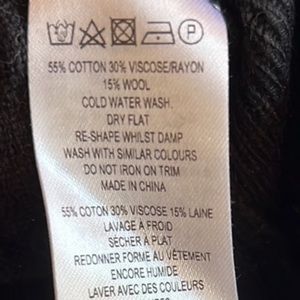 P
55% COTTON 30% VISCOSE/RAYON
15% WOOL
COLD WATER WASH.
DRY FLAT
RE-SHAPE WHILST DAMP
WASH WITH SIMILAR COLOURS
DO NOT IRON ON TRIM
MADE IN CHINA
55% COTON 30% VISCOSE 15% LAINE
LAVAGE À FROID
SÉCHER À PLAT
REDONNER FORME AU VÊTEMENT
ENCORE HUMIDE
LAVER AVEC DES COULEURS